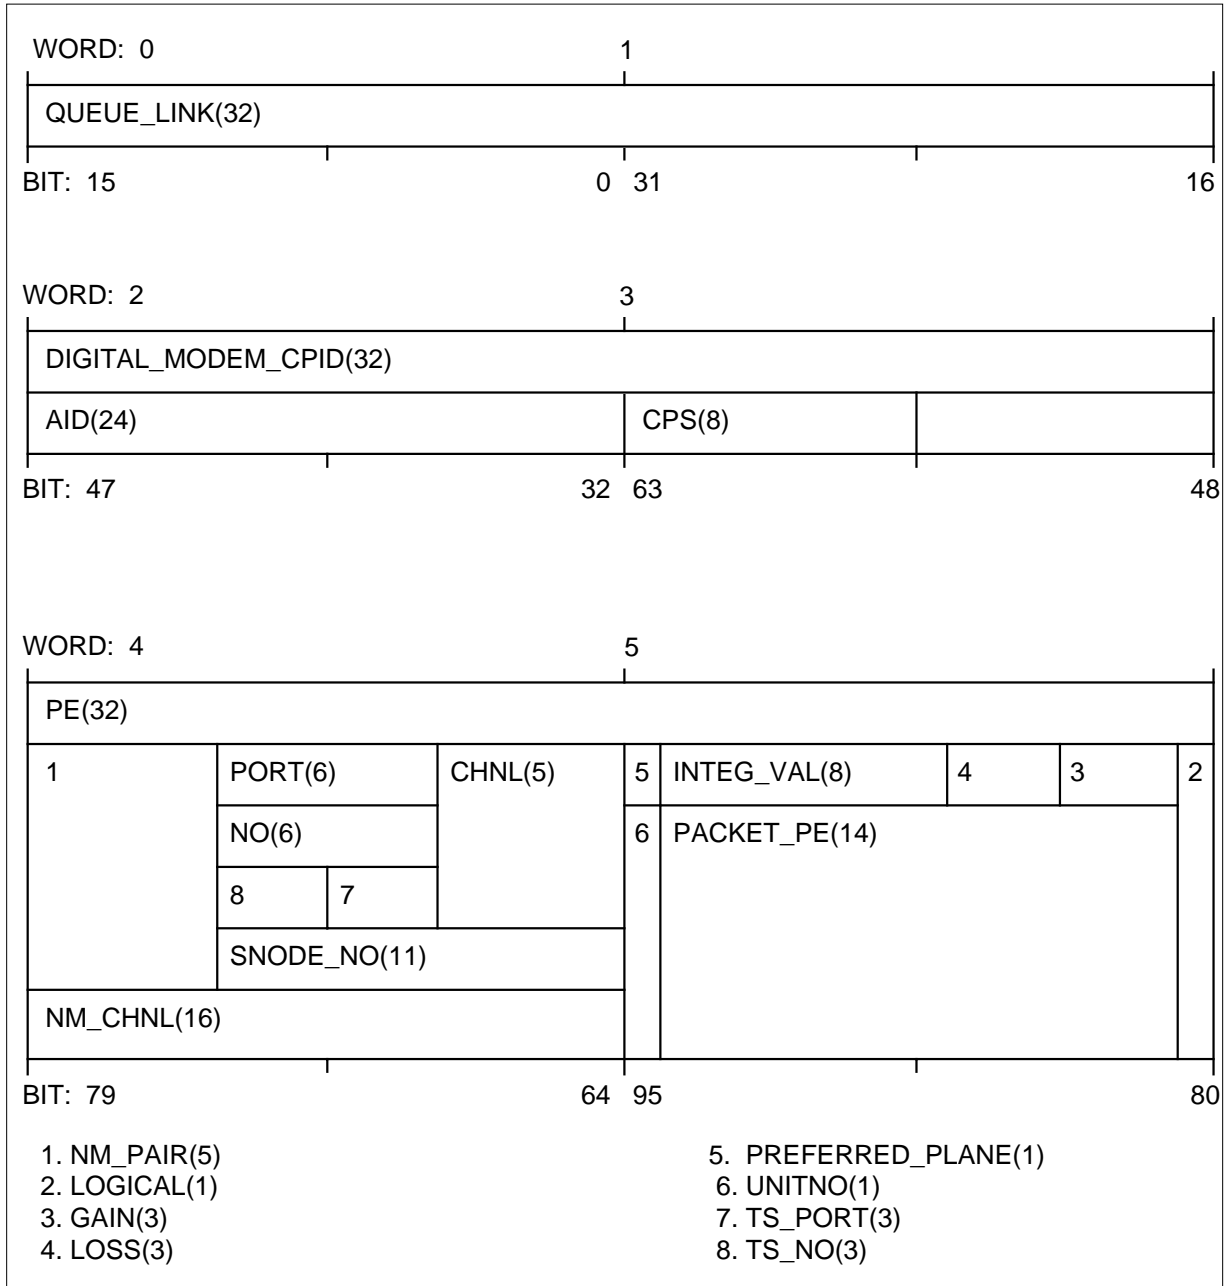 WORD: 0 1
QUEUE_LINK(32)
BIT: 15 0 31 16
WORD: 2 3
DIGITAL_MODEM_CPID(32)
AID(24) CPS(8)
BIT: 47 32 63 48
WORD: 4 5
PE(32)
1 PORT(6) CHNL(5) 5 INTEG_VAL(8) 4 3 2
NO(6) 6 PACKET_PE(14)
8 7
SNODE_NO(11)
NM_CHNL(16)
BIT: 79 64 95 80
1. NM_PAIR(5)
2. LOGICAL(1)
3. GAIN(3)
4. LOSS(3)
5. PREFERRED_PLANE(1)
6. UNITNO(1)
7. TS_PORT(3)
8. TS_NO(3)